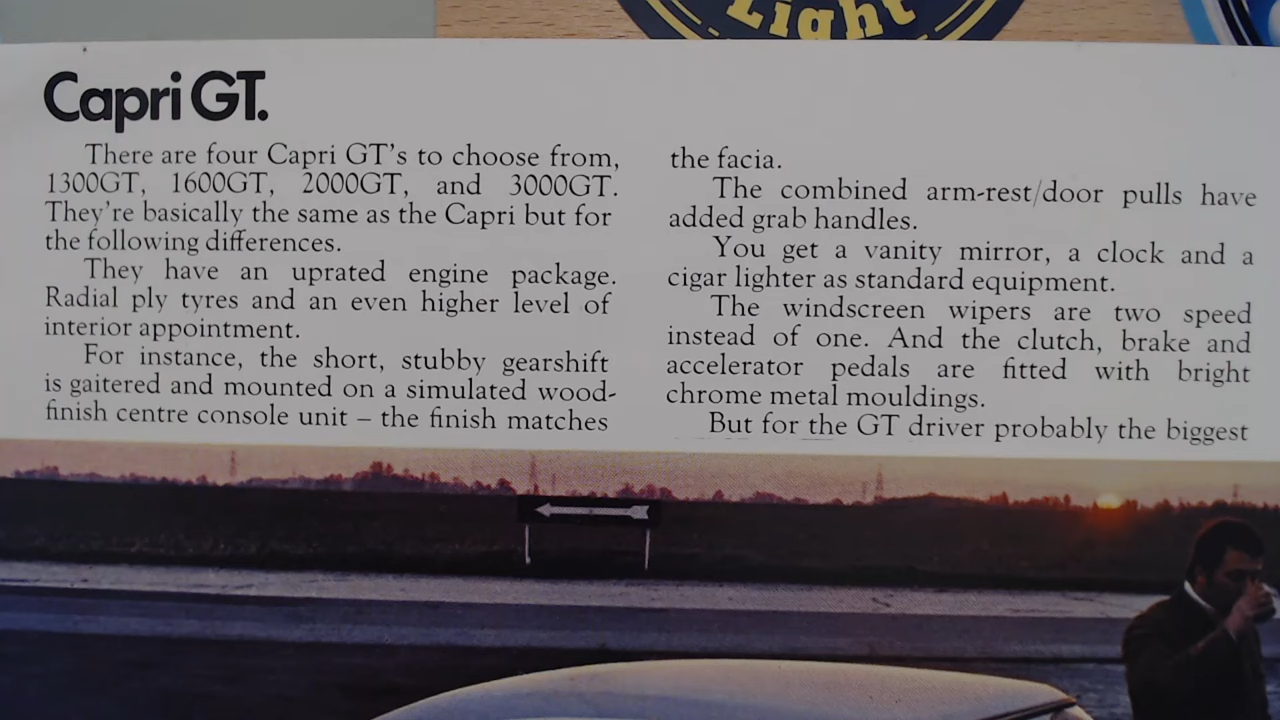 Light
Capri GT.
There are four Capri GT's to choose from,
1300GT, 1600GT, 2000GT, and 3000GT.
They're basically the same as the Capri but for
the following differences.
They have an uprated engine package.
Radial ply tyres and an even higher level of
interior appointment.
For instance, the short, stubby gearshift
is gaitered and mounted on a simulated wood-
finish centre console unit – the finish matches
the facia.
The combined arm-rest/door pulls have
added grab handles.
You get a vanity mirror, a clock and a
cigar lighter as standard equipment.
The windscreen wipers are two speed
instead of one. And the clutch, brake and
accelerator pedals are fitted with bright
chrome metal mouldings.
But for the GT driver probably the biggest